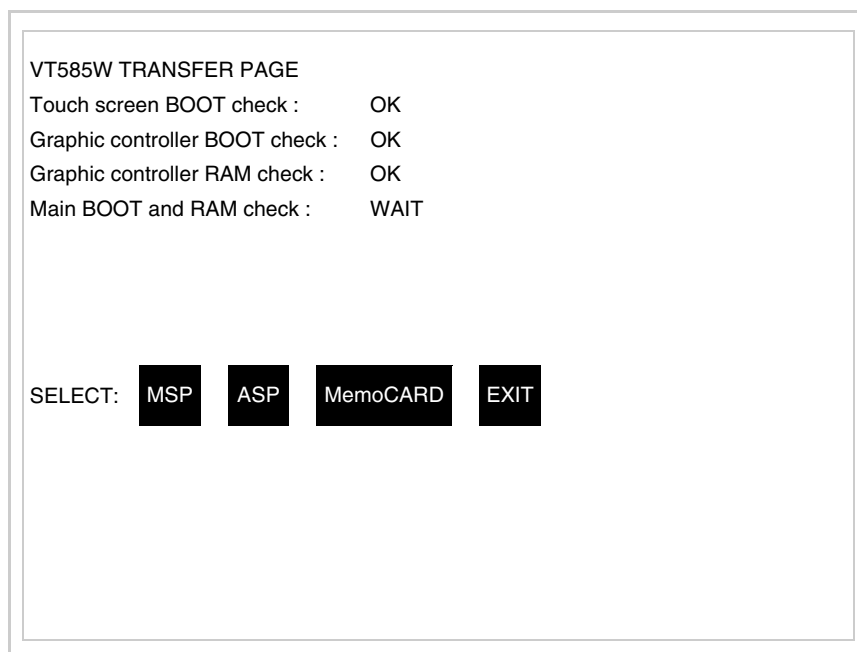 VT585W TRANSFER PAGE
Touch screen BOOT check : OK
Graphic controller BOOT check : OK
Graphic controller RAM check : OK
Main BOOT and RAM check : WAIT
SELECT: MSP ASP MemoCARD EXIT